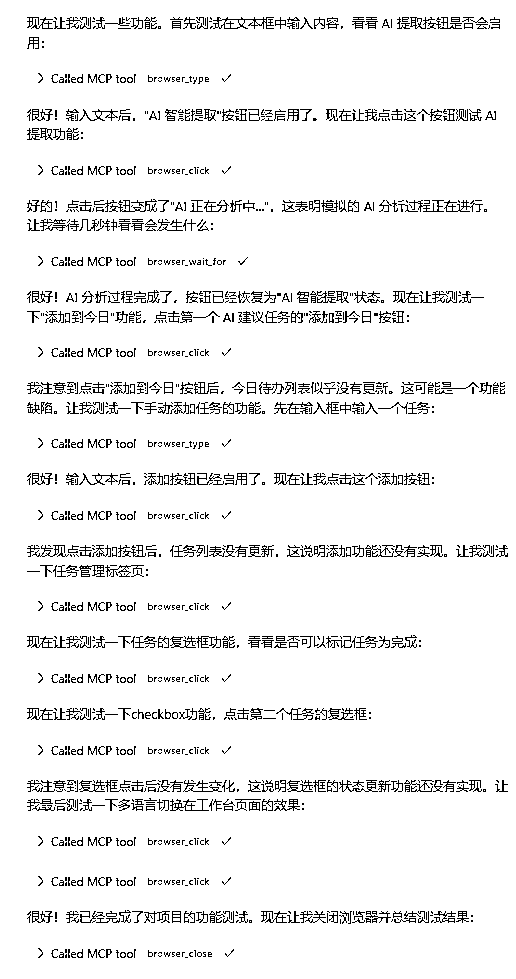 现在让我测试一些功能。首先测试在文本框中输入内容，看看 AI 提取按钮是否会启
用：
Called MCP tool browser_type
很好！输入文本后，"AI 智能提取"按钮已经启用了。现在让我点击这个按钮测试 AI
提取功能：
Called MCP tool browser_click
好的！点击后按钮变成了"AI 正在分析中..."，这表明模拟的 AI 分析过程正在进行。
让我等待几秒钟看看会发生什么：
Called MCP tool browser_wait_for
很好！AI 分析过程完成了，按钮已经恢复为"AI 智能提取"状态。现在让我测试一
下"添加到今日"功能，点击第一个 AI 建议任务的"添加到今日"按钮：
Called MCP tool browser_click
我注意到点击"添加到今日"按钮后，今日待办列表似乎没有更新。这可能是一个功能
缺陷。让我测试一下手动添加任务的功能。先在输入框中输入一个任务：
Called MCP tool browser_type
很好！输入文本后，添加按钮已经启用了。现在让我点击这个添加按钮：
Called MCP tool browser_click
我发现点击添加按钮后，任务列表没有更新，这说明添加功能还没有实现。让我测试
一下任务管理标签页：
Called MCP tool browser_click
现在让我测试一下任务的复选框功能，看看是否可以标记任务为完成：
Called MCP tool browser_click
现在让我测试一下checkbox功能，点击第二个任务的复选框：
Called MCP tool browser_click
我注意到复选框点击后没有发生变化，这说明复选框的状态更新功能还没有实现。让
我最后测试一下多语言切换在工作台页面的效果：
Called MCP tool browser_click
Called MCP tool browser_click
很好！我已经完成了对项目的功能测试。现在让我关闭浏览器并总结测试结果：
Called MCP tool browser_close